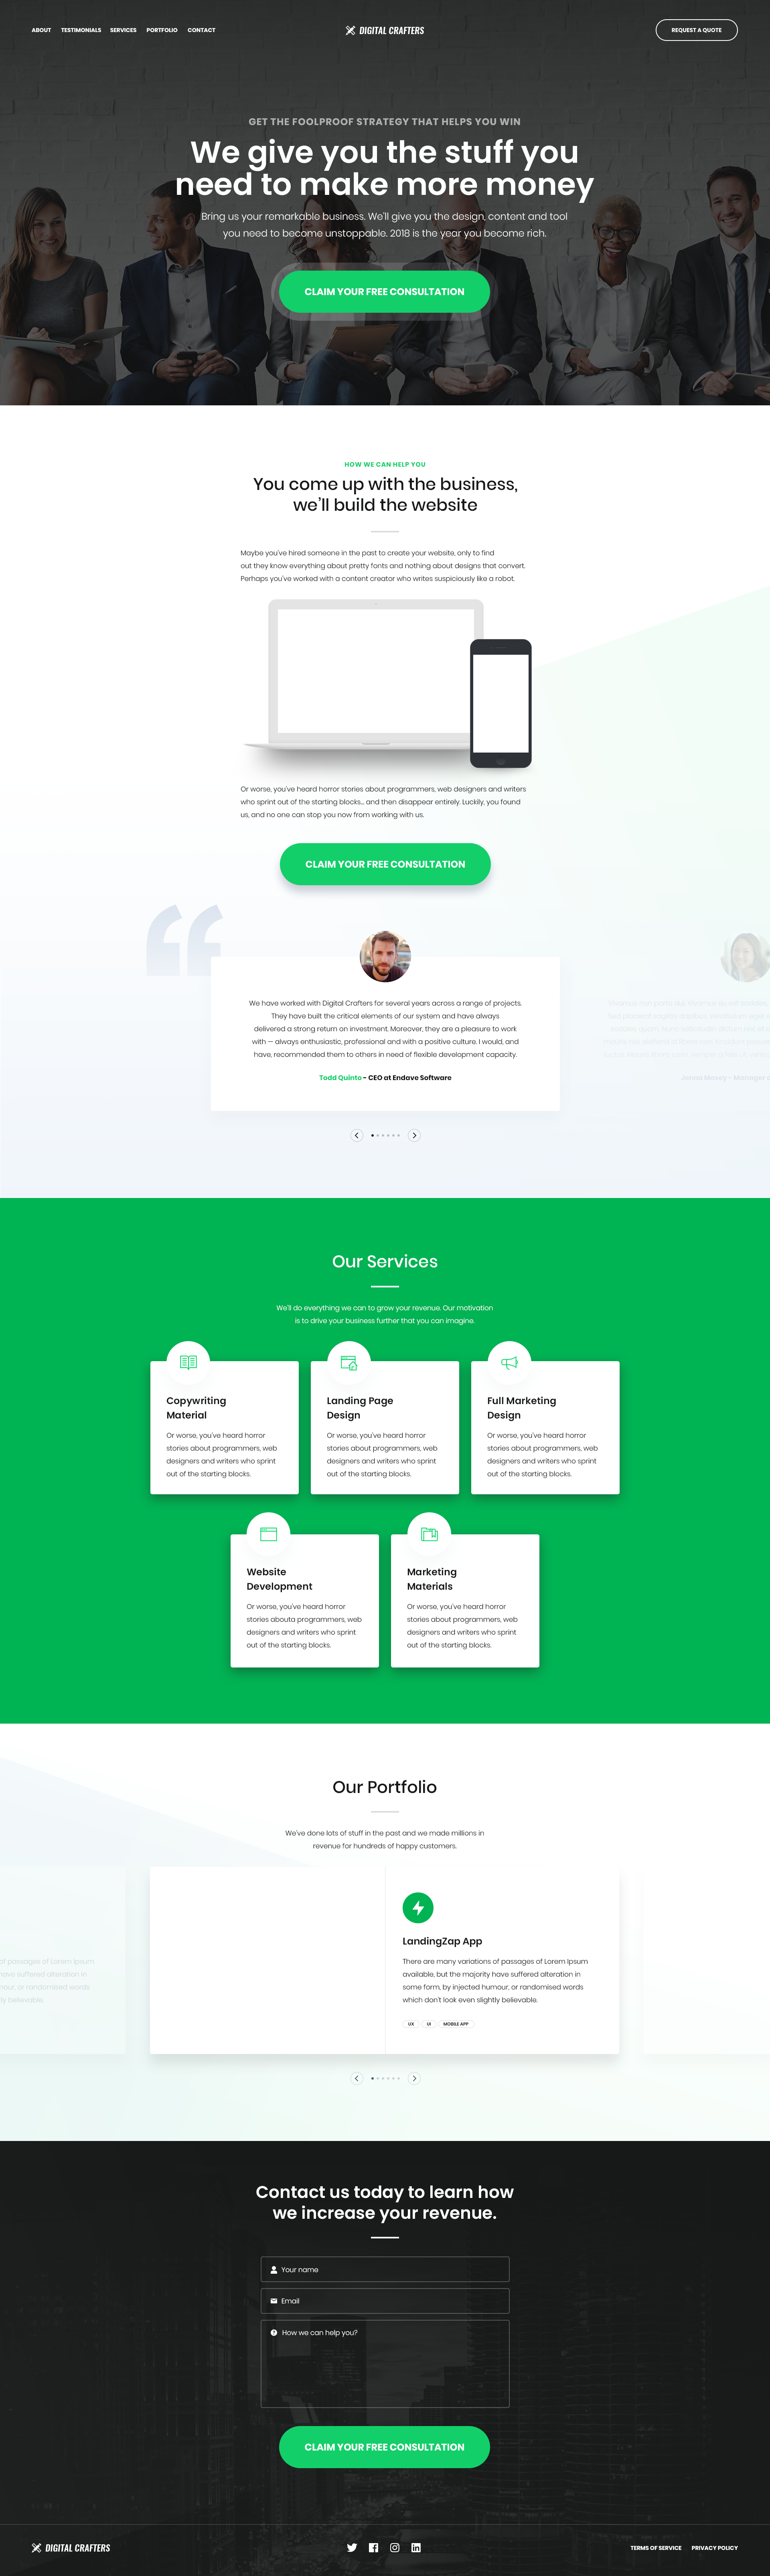 ABOUT
TESTIMONIALS
SERVICES
PORTFOLIO
CONTACT
DIGITAL CRAFTERS
REQUEST A QUOTE
GET THE FOOLPROOF STRATEGY THAT HELPS YOU WIN
We give you the stuff you
need to make more money
Bring us your remarkable business. We'll give you the design, content and tool
you need to become unstoppable. 2018 is the year you become rich.
CLAIM YOUR FREE CONSULTATION
HOW WE CAN HELP YOU
You come up with the business,
we'll build the website
Maybe you've hired someone in the past to create your website, only to find
out they know everything about pretty fonts and nothing about designs that convert.
Perhaps you've worked with a content creator who writes suspiciously like a robot.
Or worse, you've heard horror stories about programmers, web designers and writers
who sprint out of the starting blocks... and then disappear entirely. Luckily, you found
us, and no one can stop you now from working with us.
CLAIM YOUR FREE CONSULTATION
We have worked with Digital Crafters for several years across a range of projects.
They have built the critical elements of our system and have always
delivered a strong return on investment. Moreover, they are a pleasure to work
with — always enthusiastic, professional and with a positive culture. I would, and
have, recommended them to others in need of flexible development capacity.
Todd Quinto - CEO at Endave Software
Our Services
We'll do everything we can to grow your revenue. Our motivation
is to drive your business further that you can imagine.
Copywriting
Material
Or worse, you've heard horror
stories about programmers, web
designers and writers who sprint
out of the starting blocks.
Landing Page
Design
Or worse, you've heard horror
stories about programmers, web
designers and writers who sprint
out of the starting blocks.
Full Marketing
Design
Or worse, you've heard horror
stories about programmers, web
designers and writers who sprint
out of the starting blocks.
Website
Development
Or worse, you've heard horror
stories abouta programmers, web
designers and writers who sprint
out of the starting blocks.
Marketing
Materials
Or worse, you've heard horror
stories about programmers, web
designers and writers who sprint
out of the starting blocks.
Our Portfolio
We've done lots of stuff in the past and we made millions in
revenue for hundreds of happy customers.
of passages of Lorem Ipsum
have suffered alteration in
mour, or randomised words
ly believable.
LandingZap App
There are many variations of passages of Lorem Ipsum
available, but the majority have suffered alteration in
some form, by injected humour, or randomised words
which don't look even slightly believable.
UX
UI
MOBILE APP
Contact us today to learn how
we increase your revenue.
Your name
Email
How we can help you?
CLAIM YOUR FREE CONSULTATION
DIGITAL CRAFTERS
TERMS OF SERVICE
PRIVACY POLICY